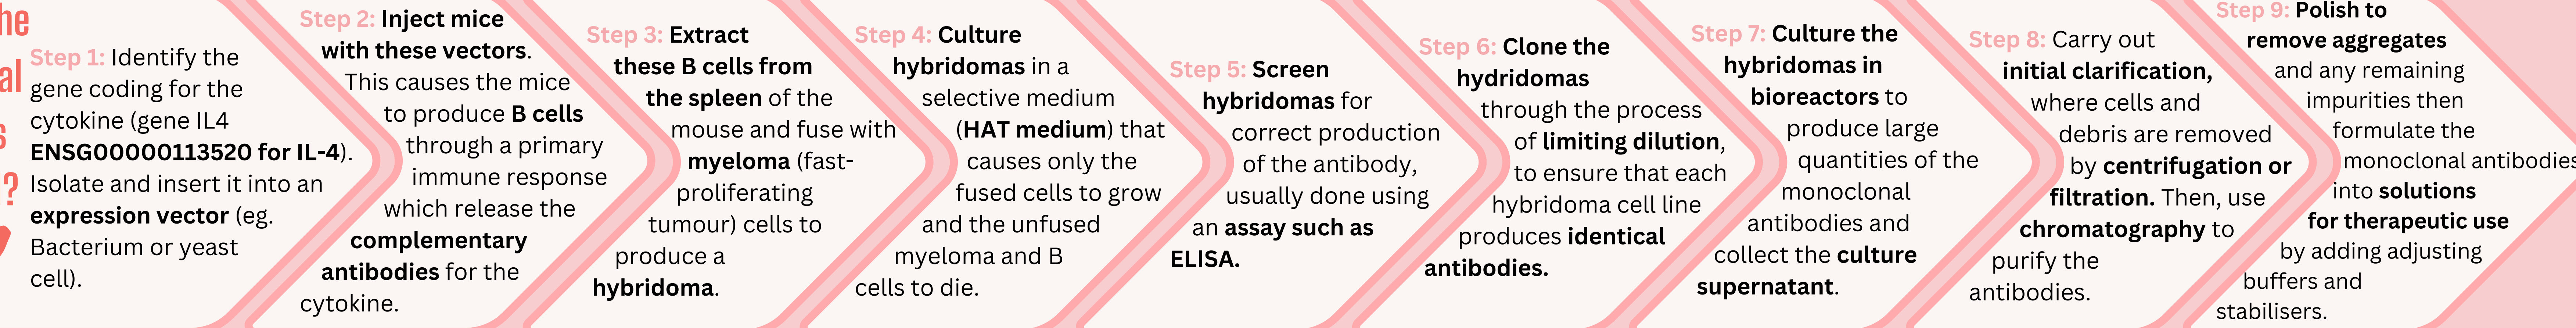 he
al
s
l?
Step 1: Identify the
gene coding for the
cytokine (gene IL4
ENSG00000113520 for IL-4).
Isolate and insert it into an
expression vector (eg.
Bacterium or yeast
cell).
Step 2: Inject mice
with these vectors.
This causes the mice
to produce B cells
through a primary
immune response
which release the
complementary
antibodies for the
cytokine.
Step 3: Extract
these B cells from
the spleen of the
mouse and fuse with
myeloma (fast-
proliferating
tumour) cells to
produce a
hybridoma.
Step 4: Culture
hybridomas in a
selective medium
(HAT medium) that
causes only the
fused cells to grow
and the unfused
myeloma and B
cells to die.
Step 5: Screen
hybridomas for
correct production
of the antibody,
usually done using
an assay such as
ELISA.
Step 6: Clone the
hydridomas
through the process
of limiting dilution,
to ensure that each
hybridoma cell line
produces identical
antibodies.
Step 7: Culture the
hybridomas in
bioreactors to
produce large
quantities of the
monoclonal
antibodies and
collect the culture
supernatant.
Step 8: Carry out
initial clarification,
where cells and
debris are removed
by centrifugation or
filtration. Then, use
chromatography to
purify the
antibodies.
Step 9: Polish to
remove aggregates
and any remaining
impurities then
formulate the
monoclonal antibodies
into solutions
for therapeutic use
by adding adjusting
buffers and
stabilisers.